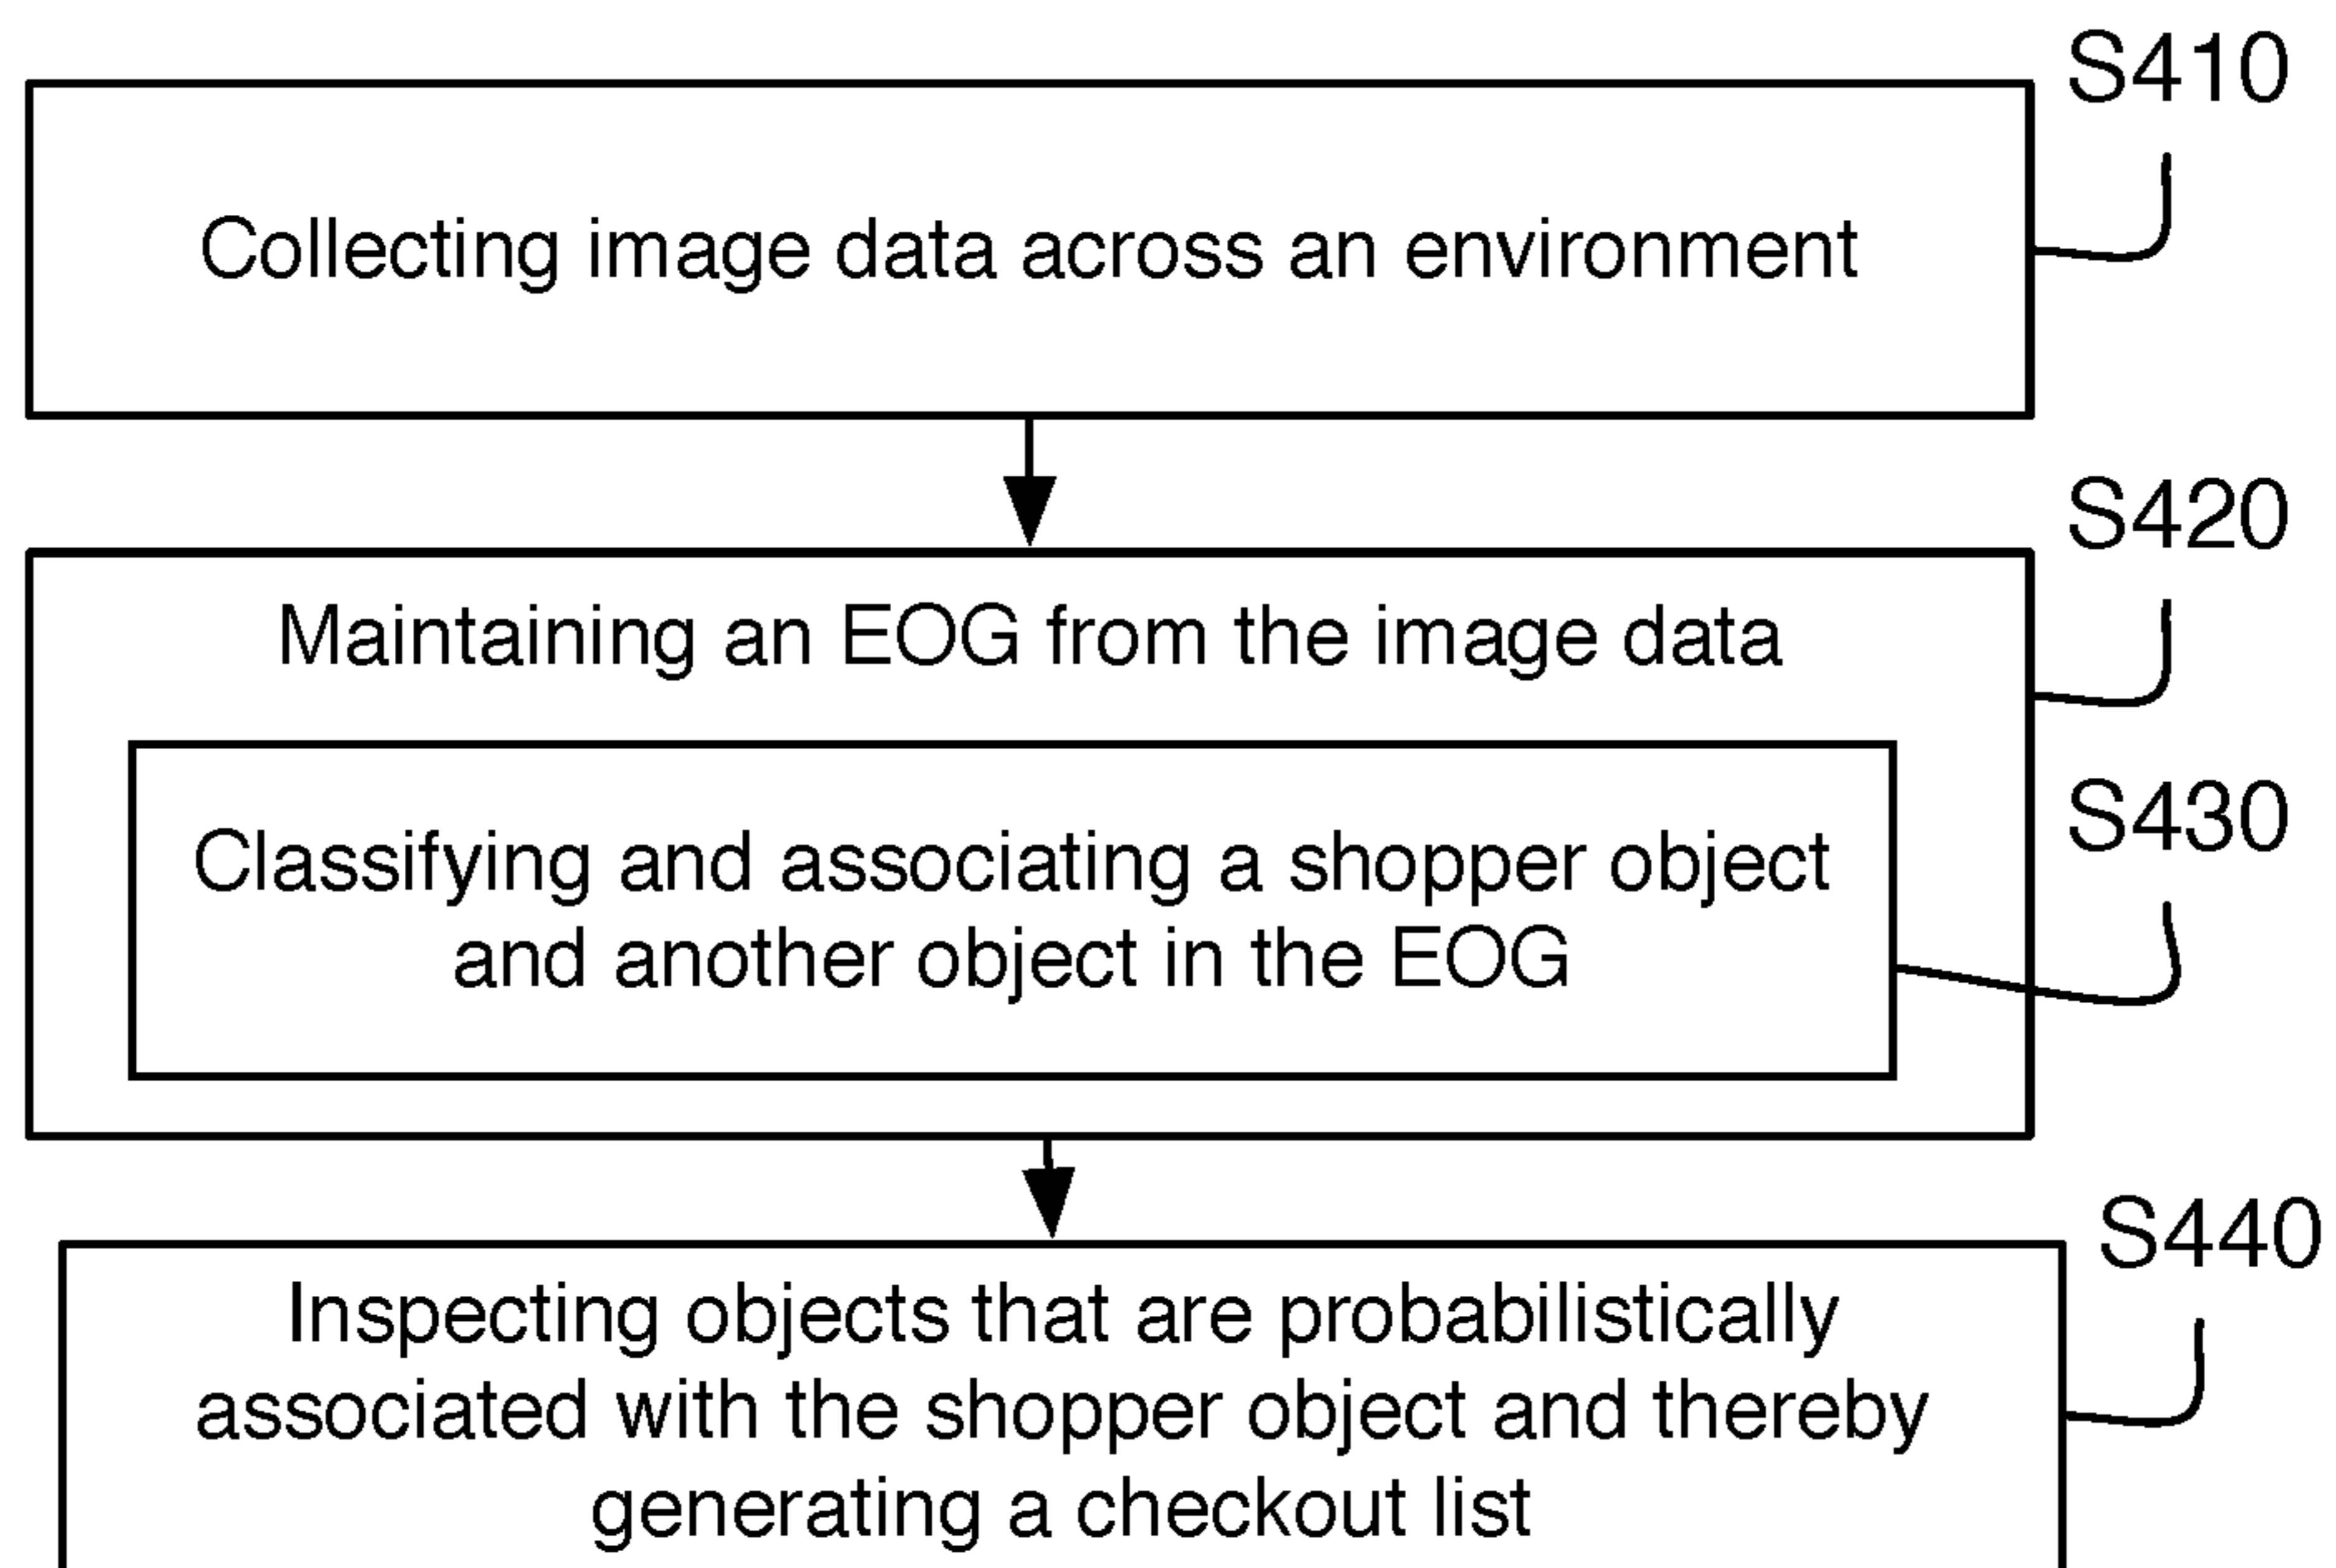 S410
Collecting image data across an environment
S420
Maintaining an EOG from the image data
S430
Classifying and associating a shopper object
and another object in the EOG
S440
Inspecting objects that are probabilistically
associated with the shopper object and thereby
generating a checkout list